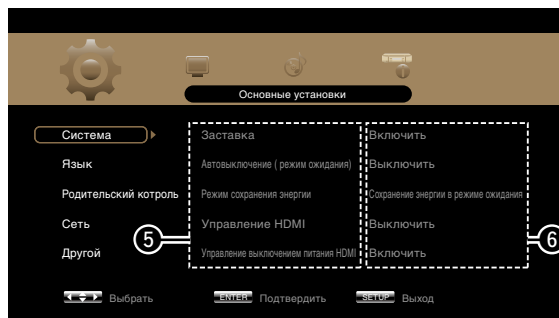 Основные установки
Система Заставка Включить
Язык Автовыключение ( режим ожидания) Выключить
Родительский котроль Режим сохранения энергии Сохранение энергии в режиме ожидания
Сеть Управление HDMI Выключить
5 6
Другой Управление выключением питания HDMI Включить
Выбрать ENTER Подтвердить SETUP Выход